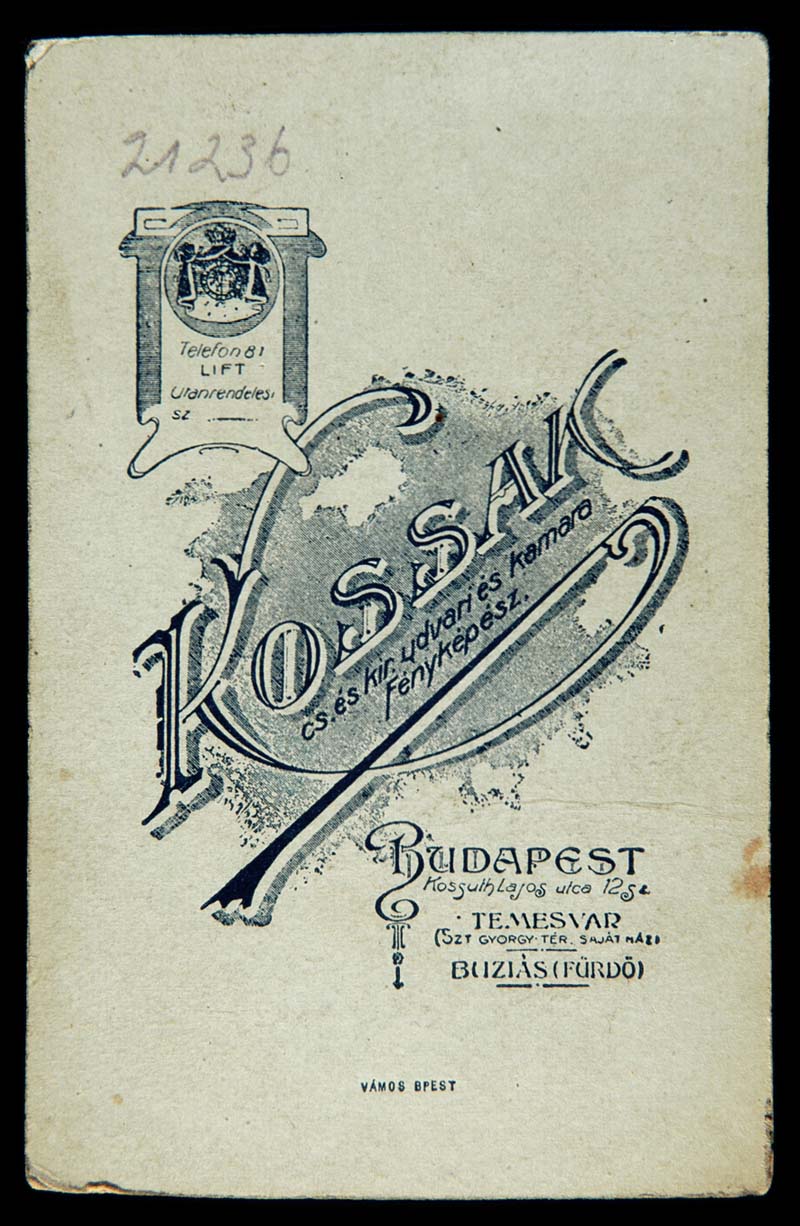 21236
Telefon 81
LIFT
Utánrendelési
SZ
KOSSAK
cs. és kir. udvari és kamara
Fényképész.
BUDAPEST
Kossuth Lajos utca 12 Sz
TEMESVAR
(SZT GYÖRGY-TÉR. SAJÁT HÁZ)
BUZIÁS (FÜRDŐ)
VÁMOS BPEST